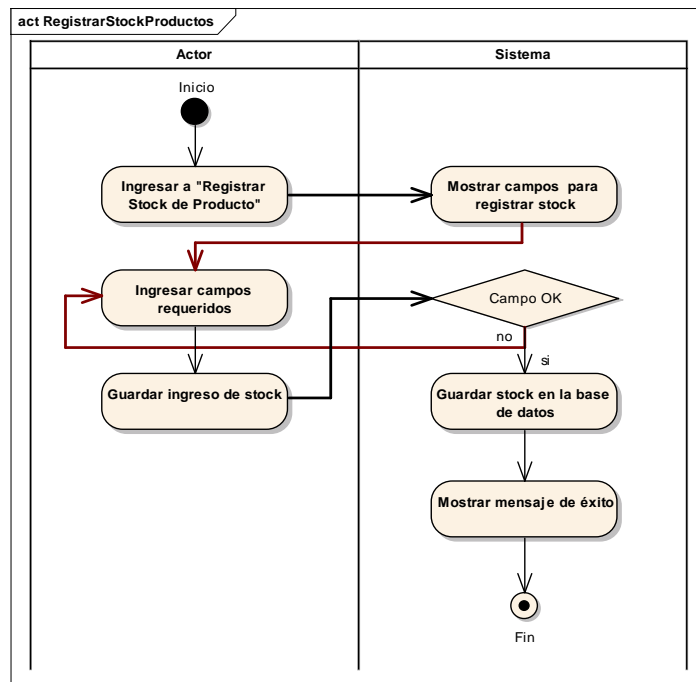 act RegistrarStockProductos
Actor
Sistema
Inicio
Ingresar a "Registrar
Stock de Producto"
Mostrar campos para
registrar stock
Ingresar campos
requeridos
Campo OK
no
si
Guardar ingreso de stock
Guardar stock en la base
de datos
Mostrar mensaje de éxito
Fin